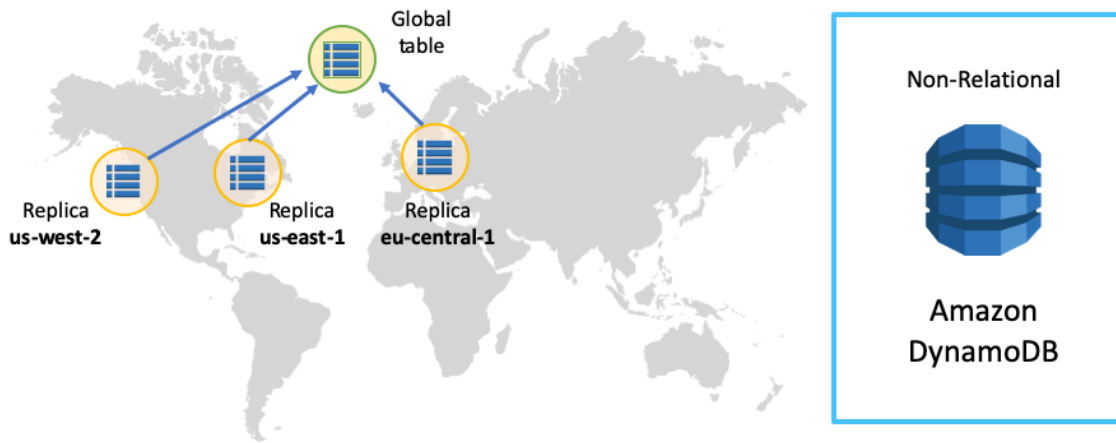 Global
table
Replica
us-west-2
Replica
us-east-1
Replica
eu-central-1
Non-Relational
Amazon
DynamoDB